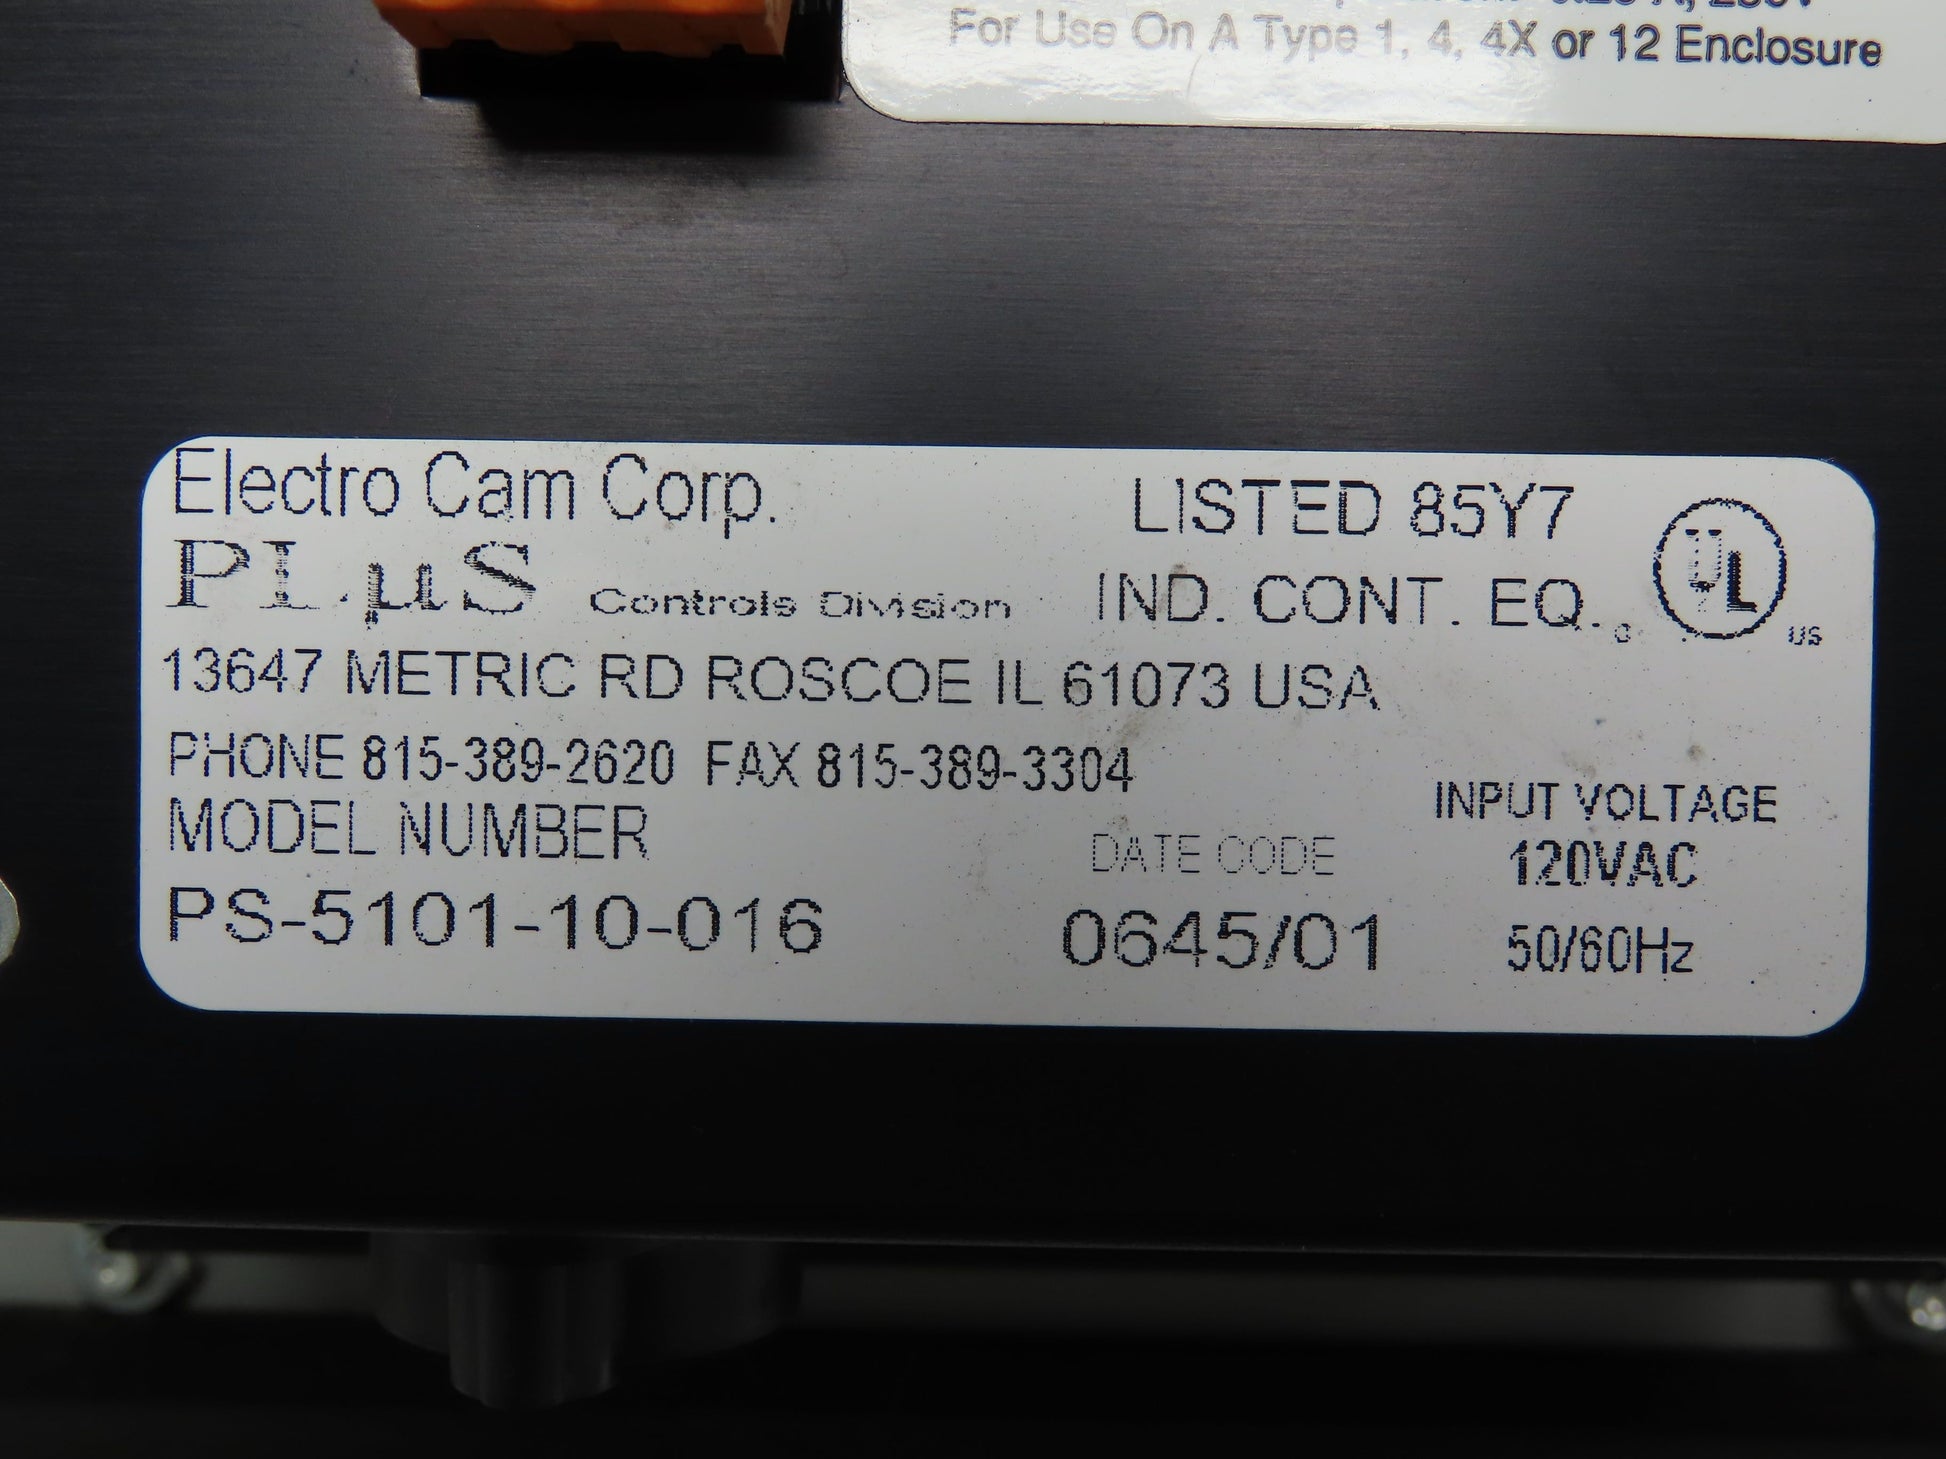 For Use On A Type 1, 4, 4X or 12 Enclosure
Electro Cam Corp.
PLµS Controls Division
LISTED 85Y7
IND. CONT. EQ.
C UL US
13647 METRIC RD ROSCOE IL 61073 USA
PHONE 815-389-2620 FAX 815-389-3304
MODEL NUMBER
PS-5101-10-016
DATE CODE
0645/01
INPUT VOLTAGE
120VAC
50/60Hz